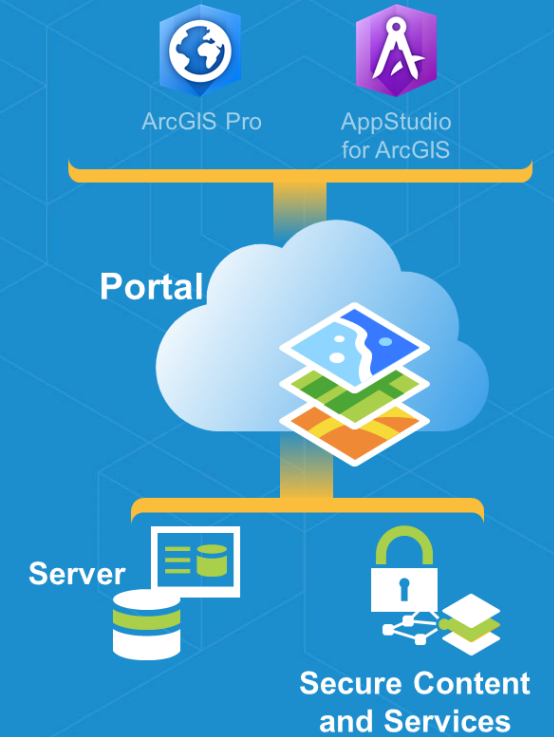 ArcGIS Pro
AppStudio
for ArcGIS
Portal
Server
Secure Content
and Services